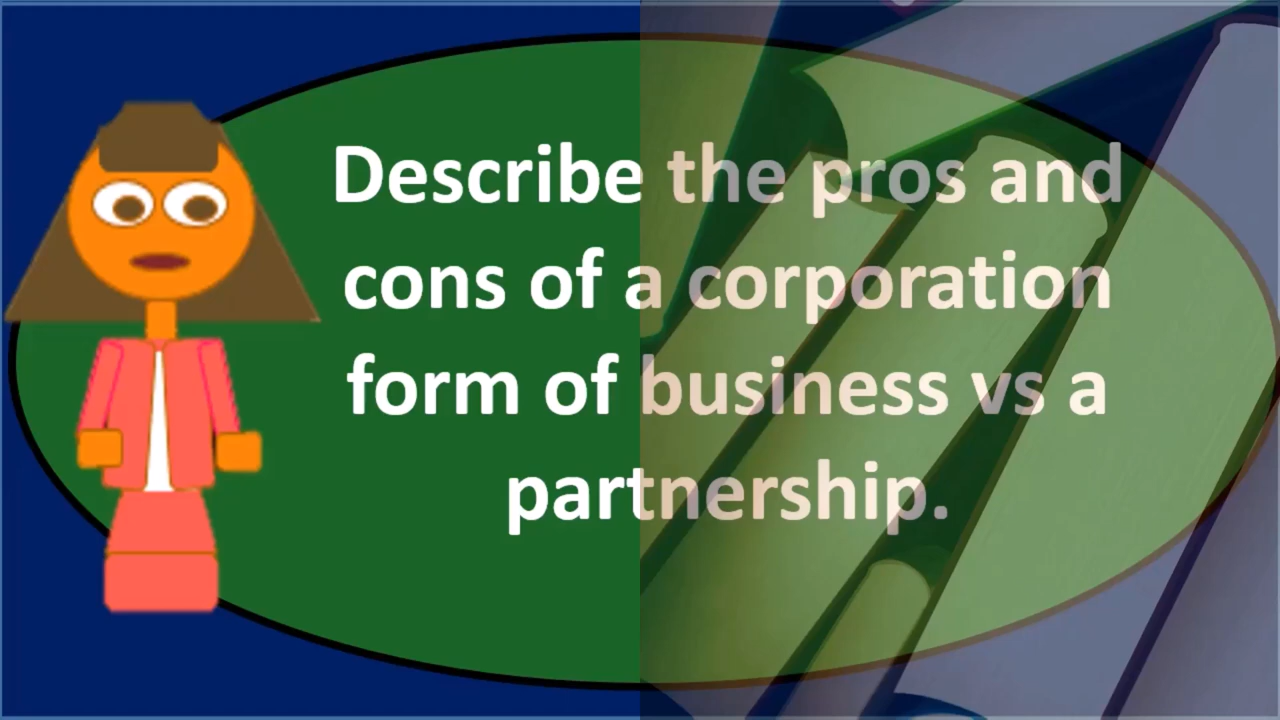 Describe the pros and
cons of a corporation
form of business vs a
partnership.